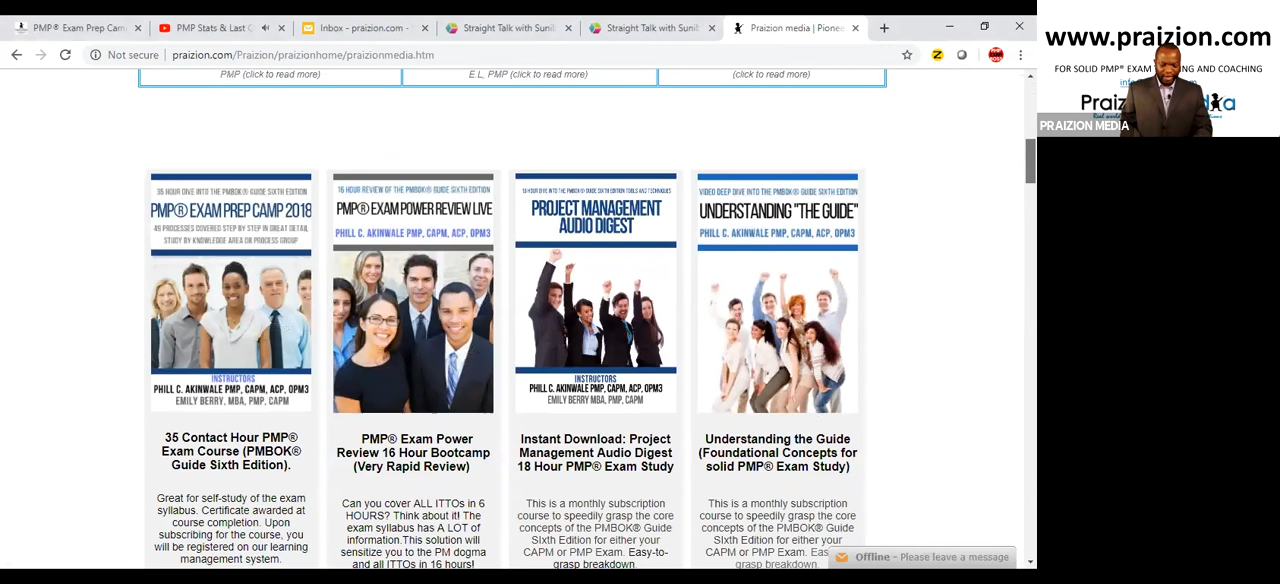 PMP® Exam Prep Cam
PMP Stats & Last C
Inbox - praizion.com -
Straight Talk with Sunil
Straight Talk with Sunil
Praizion media | Pionee
Not secure | praizion.com/Praizion/praizionhome/praizionmedia.htm
www.praizion.com
FOR SOLID PMP® EXAM
AND COACHING
PRAIZION MEDIA
PMP (click to read more)
E.L, PMP (click to read more)
(click to read more)
35 HOUR DIVE INTO THE PMBOK® GUIDE SIXTH EDITION
PMP® EXAM PREP CAMP 2018
49 PROCESSES COVERED STEP BY STEP IN GREAT DETAIL,
STUDY BY KNOWLEDGE AREA OR PROCESS GROUP
INSTRUCTORS
PHILL C. AKINWALE PMP, CAPM, ACP, OPM3
EMILY BERRY, MBA, PMP, CAPM
35 Contact Hour PMP®
Exam Course (PMBOK®
Guide Sixth Edition).
Great for self-study of the exam
syllabus. Certificate awarded at
course completion. Upon
subscribing for the course, you
will be registered on our learning
management system.
16 HOUR REVIEW OF THE PMBOK® GUIDE SIXTH EDITION
PMP® EXAM POWER REVIEW LIVE
PHILL C. AKINWALE PMP, CAPM, ACP, OPM3
PMP® Exam Power
Review 16 Hour Bootcamp
(Very Rapid Review)
Can you cover ALL ITTOs in 6
HOURS? Think about it! The
exam syllabus has A LOT of
information.This solution will
sensitize you to the PM dogma
and all ITTOs in 16 hours!
18 HOUR DIVE INTO THE PMBOK® GUIDE SIXTH EDITION TOOLS AND TECHNIQUES
PROJECT MANAGEMENT
AUDIO DIGEST
INSTRUCTORS
PHILL C. AKINWALE PMP, CAPM, ACP, OPM3
EMILY BERRY MBA, PMP, CAPM
Instant Download: Project
Management Audio Digest
18 Hour PMP® Exam Study
This is a monthly subscription
course to speedily grasp the core
concepts of the PMBOK® Guide
SIxth Edition for either your
CAPM or PMP Exam. Easy-to-
grasp breakdown.
VIDEO DEEP DIVE INTO THE PMBOK® GUIDE SIXTH EDITION
UNDERSTANDING "THE GUIDE"
PHILL C. AKINWALE PMP, CAPM, ACP, OPM3
Understanding the Guide
(Foundational Concepts for
solid PMP® Exam Study)
This is a monthly subscription
course to speedily grasp the core
concepts of the PMBOK® Guide
SIxth Edition for either your
CAPM or PMP Exam.
grasp breakdown
Offline - Please leave a message